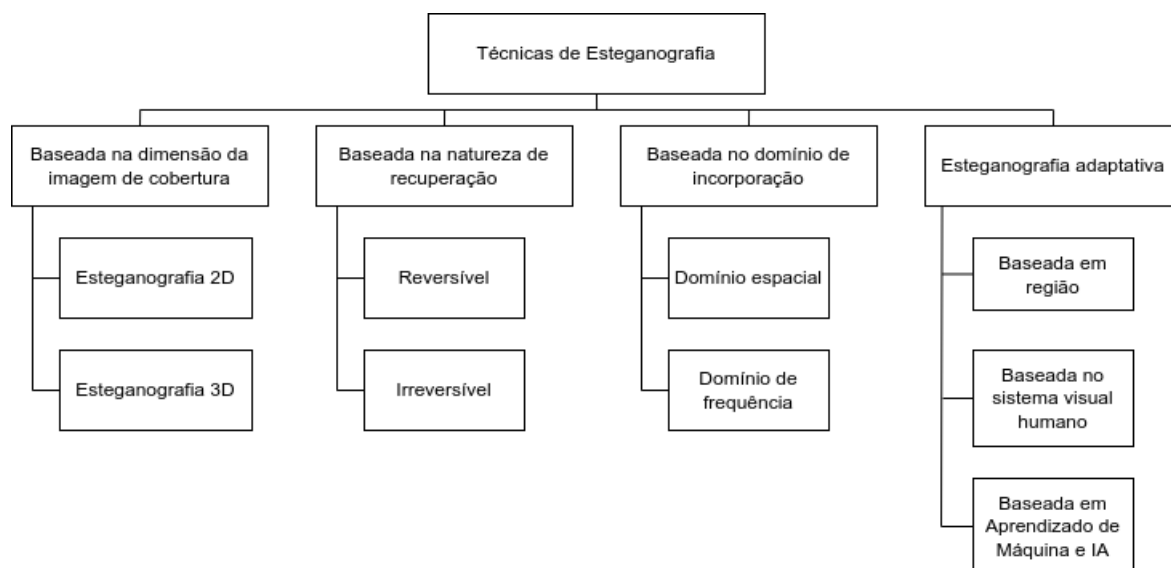 Técnicas de Esteganografia
Baseada na dimensão da
imagem de cobertura
Baseada na natureza de
recuperação
Baseada no domínio de
incorporação
Esteganografia adaptativa
Esteganografia 2D
Reversível
Domínio espacial
Baseada em
região
Esteganografia 3D
Irreversível
Domínio de
frequência
Baseada no
sistema visual
humano
Baseada em
Aprendizado de
Máquina e IA